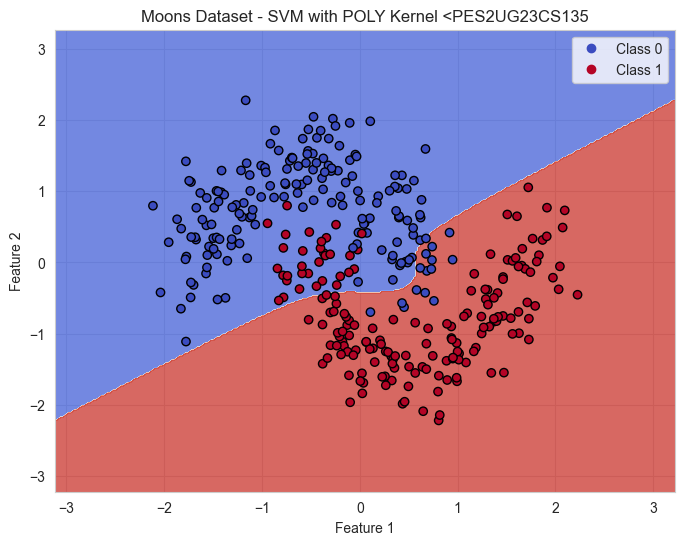 Moons Dataset - SVM with POLY Kernel <PES2UG23CS135
Class 0
Class 1
3
2
1
0
−1
−2
−3
Feature 2
−3 −2 −1 0 1 2 3
Feature 1